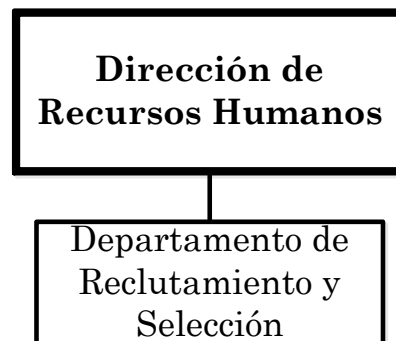 Dirección de
Recursos Humanos
Departamento de
Reclutamiento y
Selección